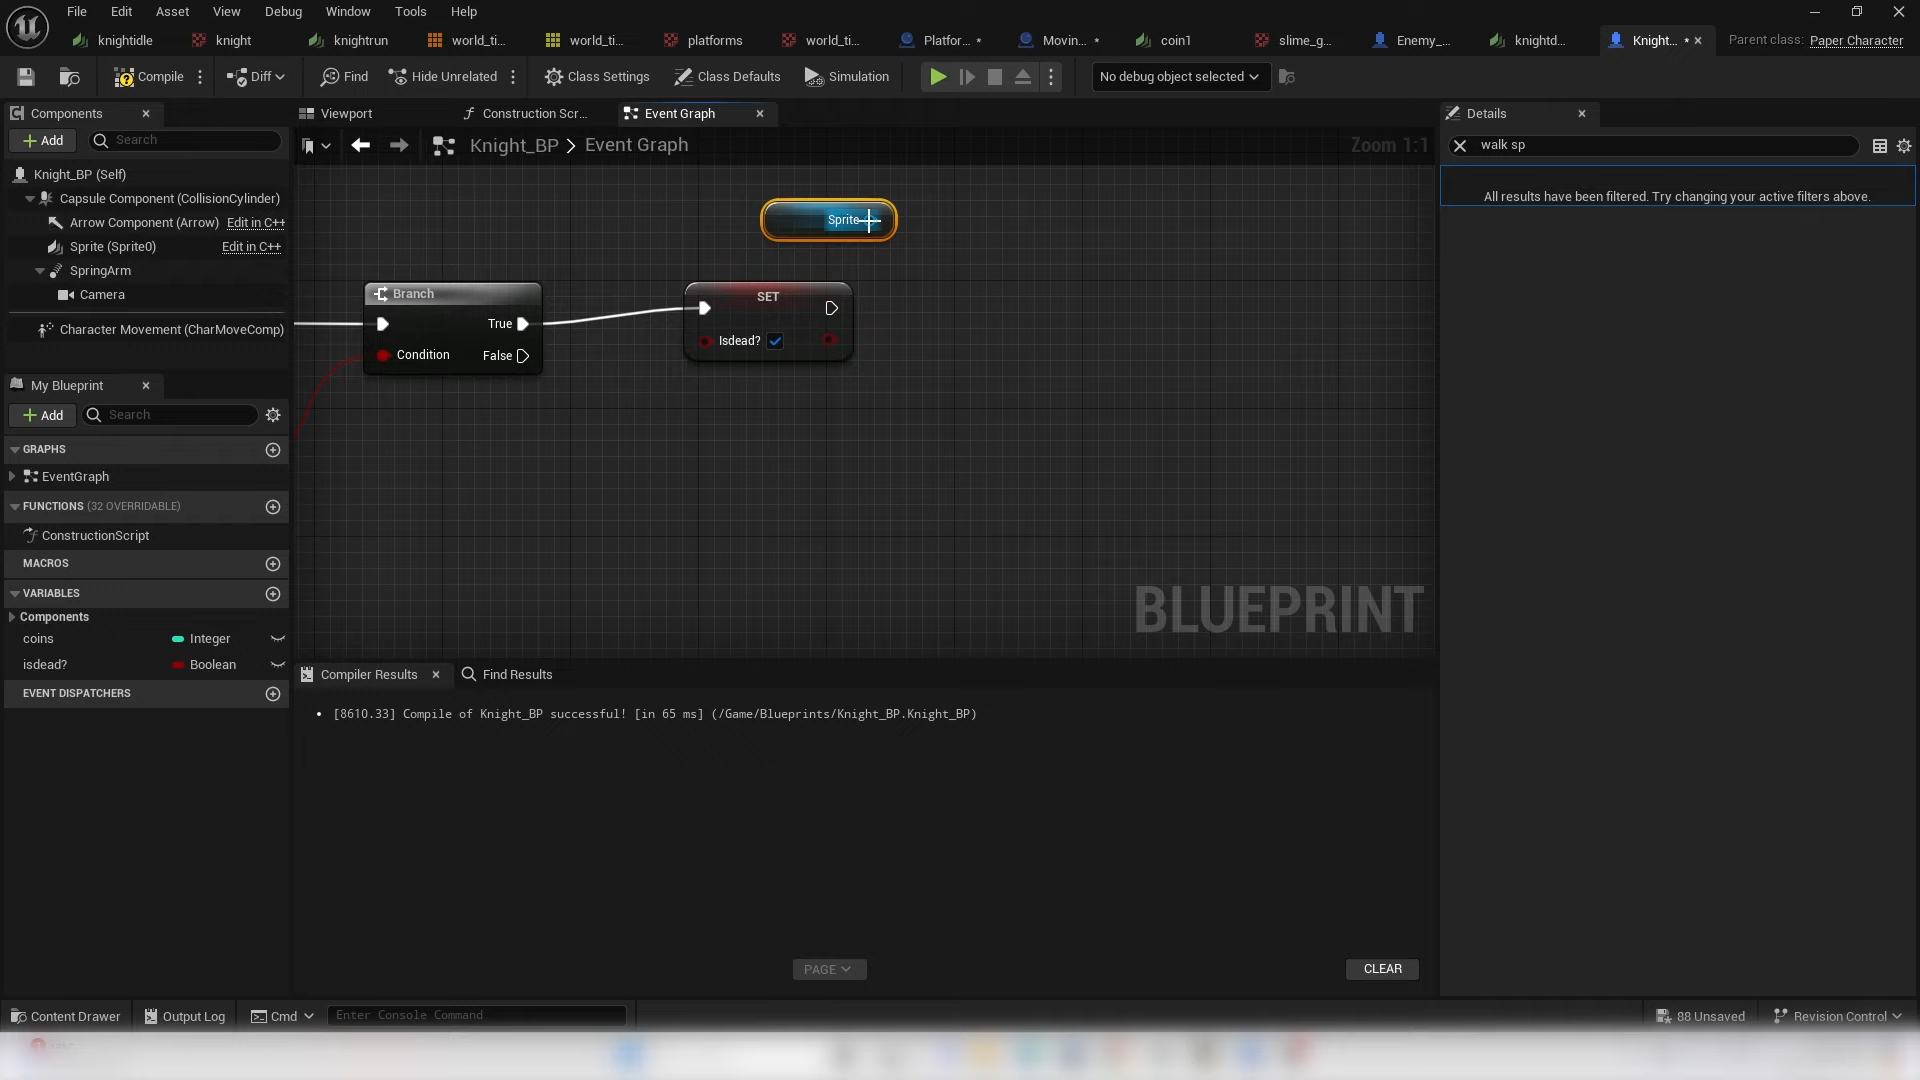 File Edit Asset View Debug Window Tools Help
knightidle knight knightrun world_ti... world_ti... platforms world_ti... Platfor... * Movin... * coin1 slime_g... Enemy_... knightd... Knight... * Parent class: Paper Character
Compile Diff Find Hide Unrelated Class Settings Class Defaults Simulation No debug object selected
Components Viewport Construction Scr... Event Graph Details
Add Search Knight_BP > Event Graph Zoom 1:1 walk sp
Knight_BP (Self)
All results have been filtered. Try changing your active filters above.
Capsule Component (CollisionCylinder)
Arrow Component (Arrow) Edit in C++
Sprite (Sprite0) Edit in C++
SpringArm
Camera
Character Movement (CharMoveComp)
Sprite
Branch
True
Condition False
SET
Isdead?
My Blueprint
Add Search
GRAPHS
EventGraph
FUNCTIONS (32 OVERRIDABLE)
ConstructionScript
MACROS
VARIABLES
Components
coins Integer
isdead? Boolean
EVENT DISPATCHERS
BLUEPRINT
Compiler Results Find Results
[8610.33] Compile of Knight_BP successful! [in 65 ms] (/Game/Blueprints/Knight_BP.Knight_BP)
PAGE CLEAR
Content Drawer Output Log Cmd Enter Console Command 88 Unsaved Revision Control